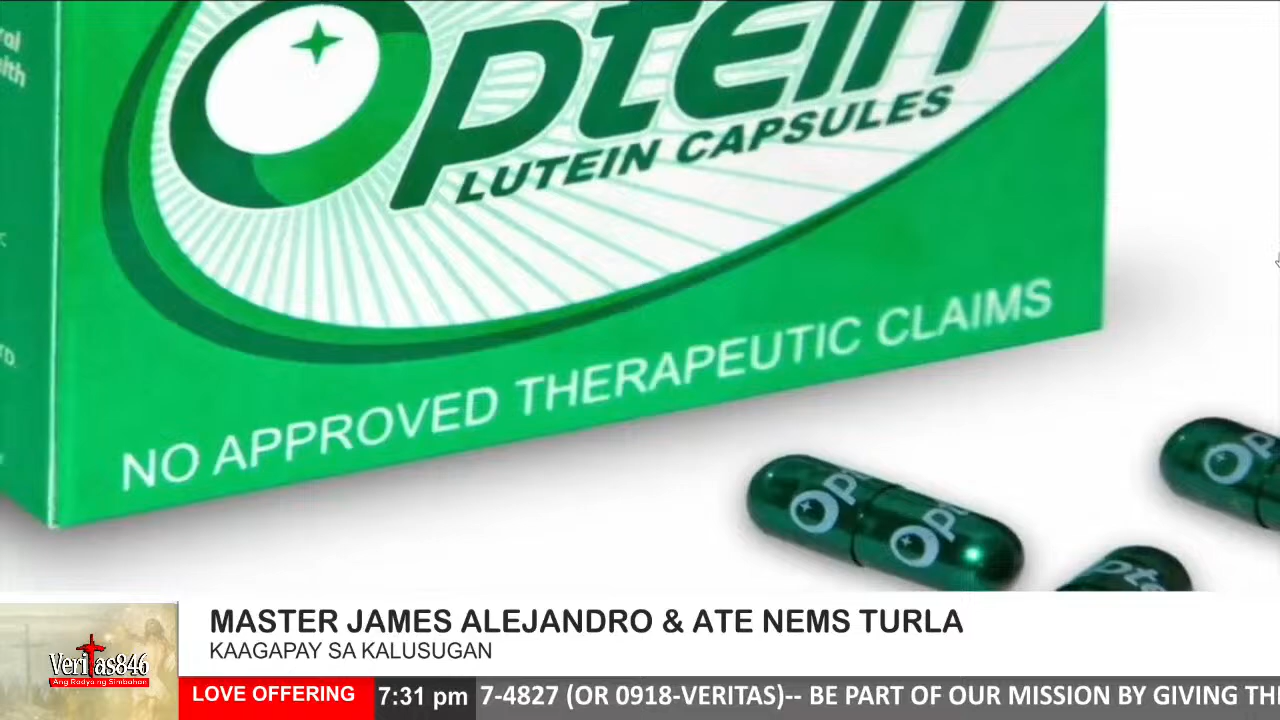 Optein
LUTEIN CAPSULES
NO APPROVED THERAPEUTIC CLAIMS
MASTER JAMES ALEJANDRO & ATE NEMS TURLA
KAAGAPAY SA KALUSUGAN
Veritas846
Ang Radyo ng Simbahan
LOVE OFFERING
7:31 pm
7-4827 (OR 0918-VERITAS)-- BE PART OF OUR MISSION BY GIVING